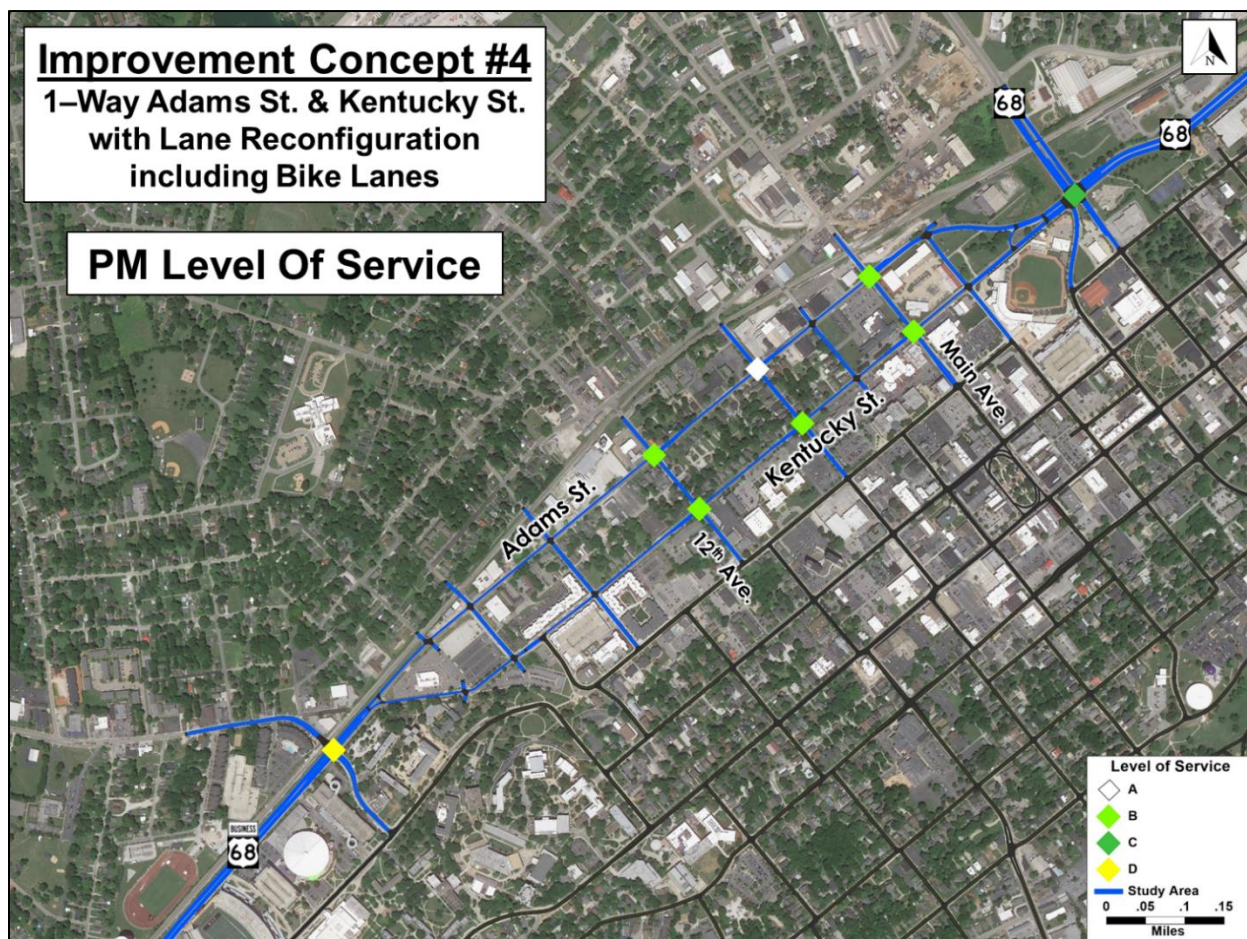 Improvement Concept #4
1–Way Adams St. & Kentucky St.
with Lane Reconfiguration
including Bike Lanes
PM Level Of Service
N
68
68
Main Ave.
Kentucky St.
Adams St.
12th Ave.
BUSINESS
68
Level of Service
A
B
C
D
Study Area
0 .05 .1 .15
Miles